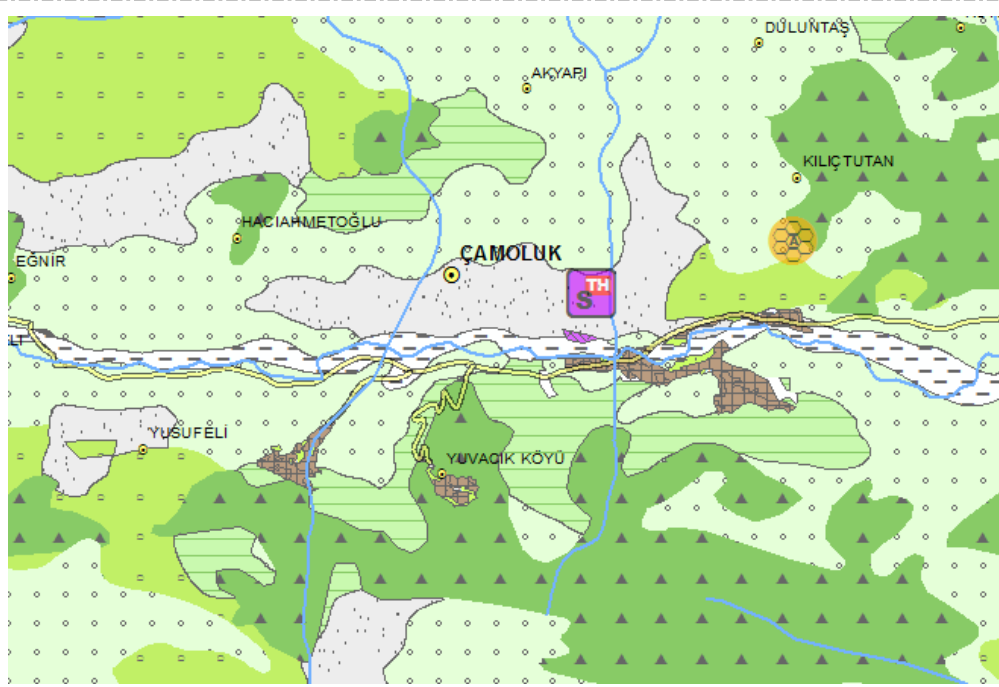 DULUNTAŞ
AKYAPI
KILIÇTUTAN
HACIAHMETOĞLU
EĞNİR
ÇAMOLUK
A
TH
S
LT
YUSUFELİ
YUVACIK KÖYÜ